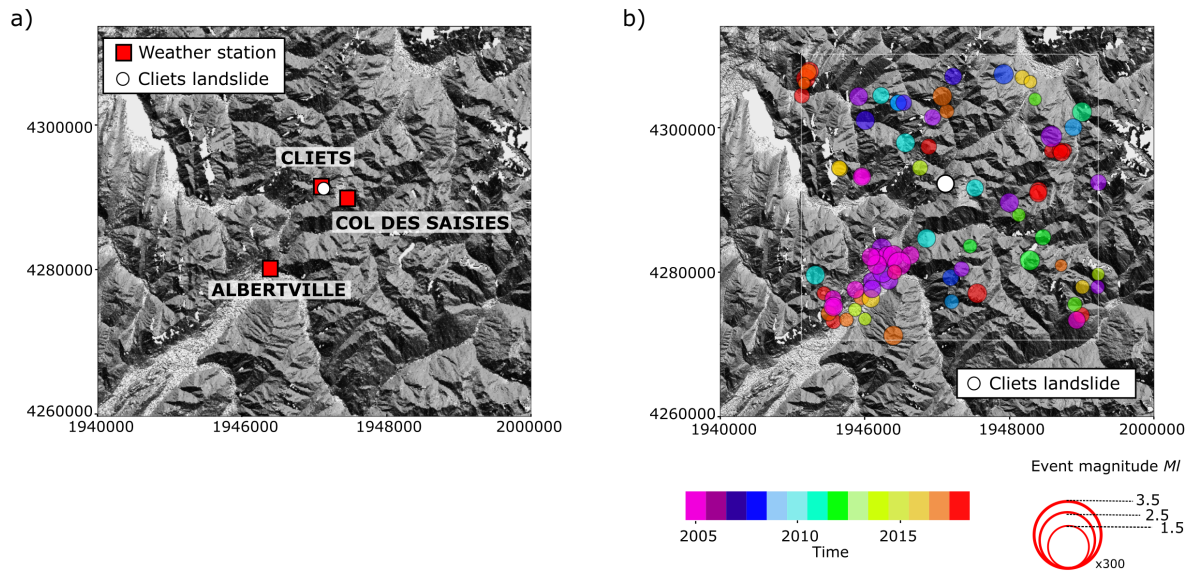 a)
Weather station
Cliets landslide
4300000
CLIETS
COL DES SAISIES
4280000
ALBERTVILLE
4260000
1940000 1946000 1948000 2000000
b)
4300000
4280000
Cliets landslide
4260000
1940000 1946000 1948000 2000000
Event magnitude Ml
3.5
2.5
1.5
x300
2005 2010 2015
Time